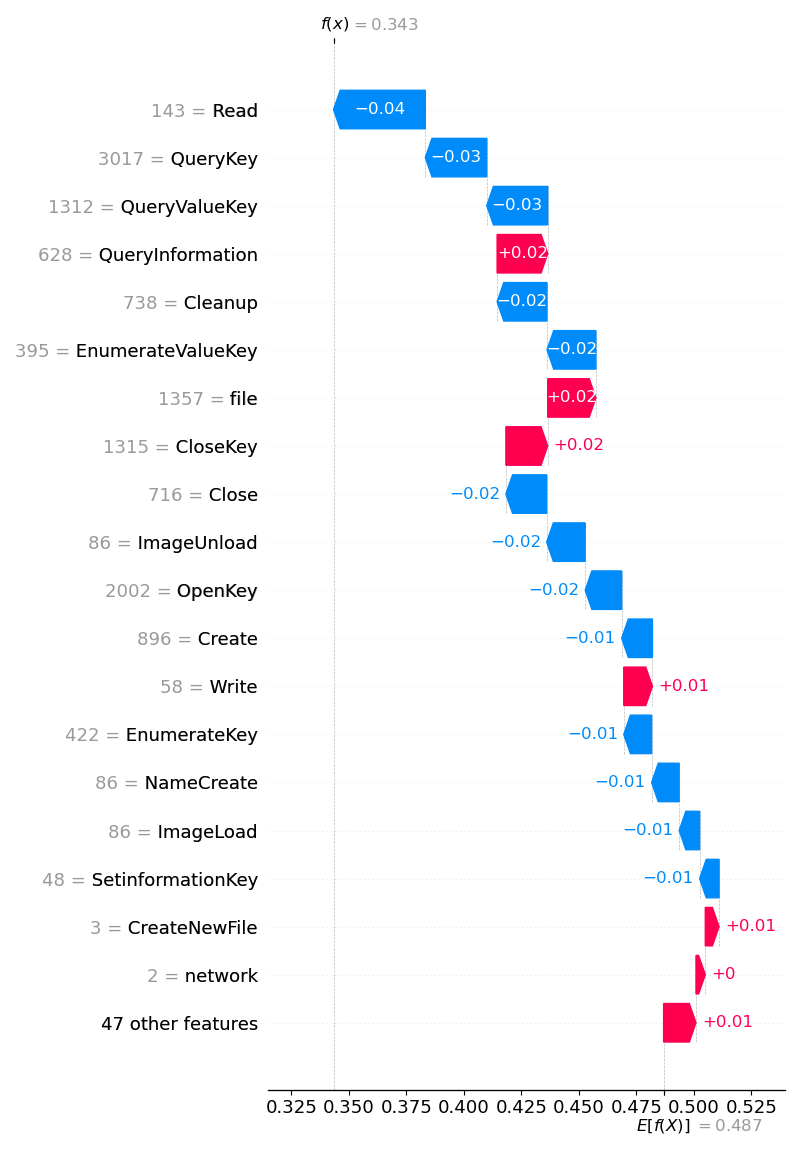 f(x) = 0.343
143 = Read −0.04
3017 = QueryKey −0.03
1312 = QueryValueKey −0.03
628 = QueryInformation +0.02
738 = Cleanup −0.02
395 = EnumerateValueKey −0.02
1357 = file +0.02
1315 = CloseKey +0.02
716 = Close −0.02
86 = ImageUnload −0.02
2002 = OpenKey −0.02
896 = Create −0.01
58 = Write +0.01
422 = EnumerateKey −0.01
86 = NameCreate −0.01
86 = ImageLoad −0.01
48 = SetinformationKey −0.01
3 = CreateNewFile +0.01
2 = network +0
47 other features +0.01
0.325 0.350 0.375 0.400 0.425 0.450 0.475 0.500 0.525
E[f(X)] = 0.487